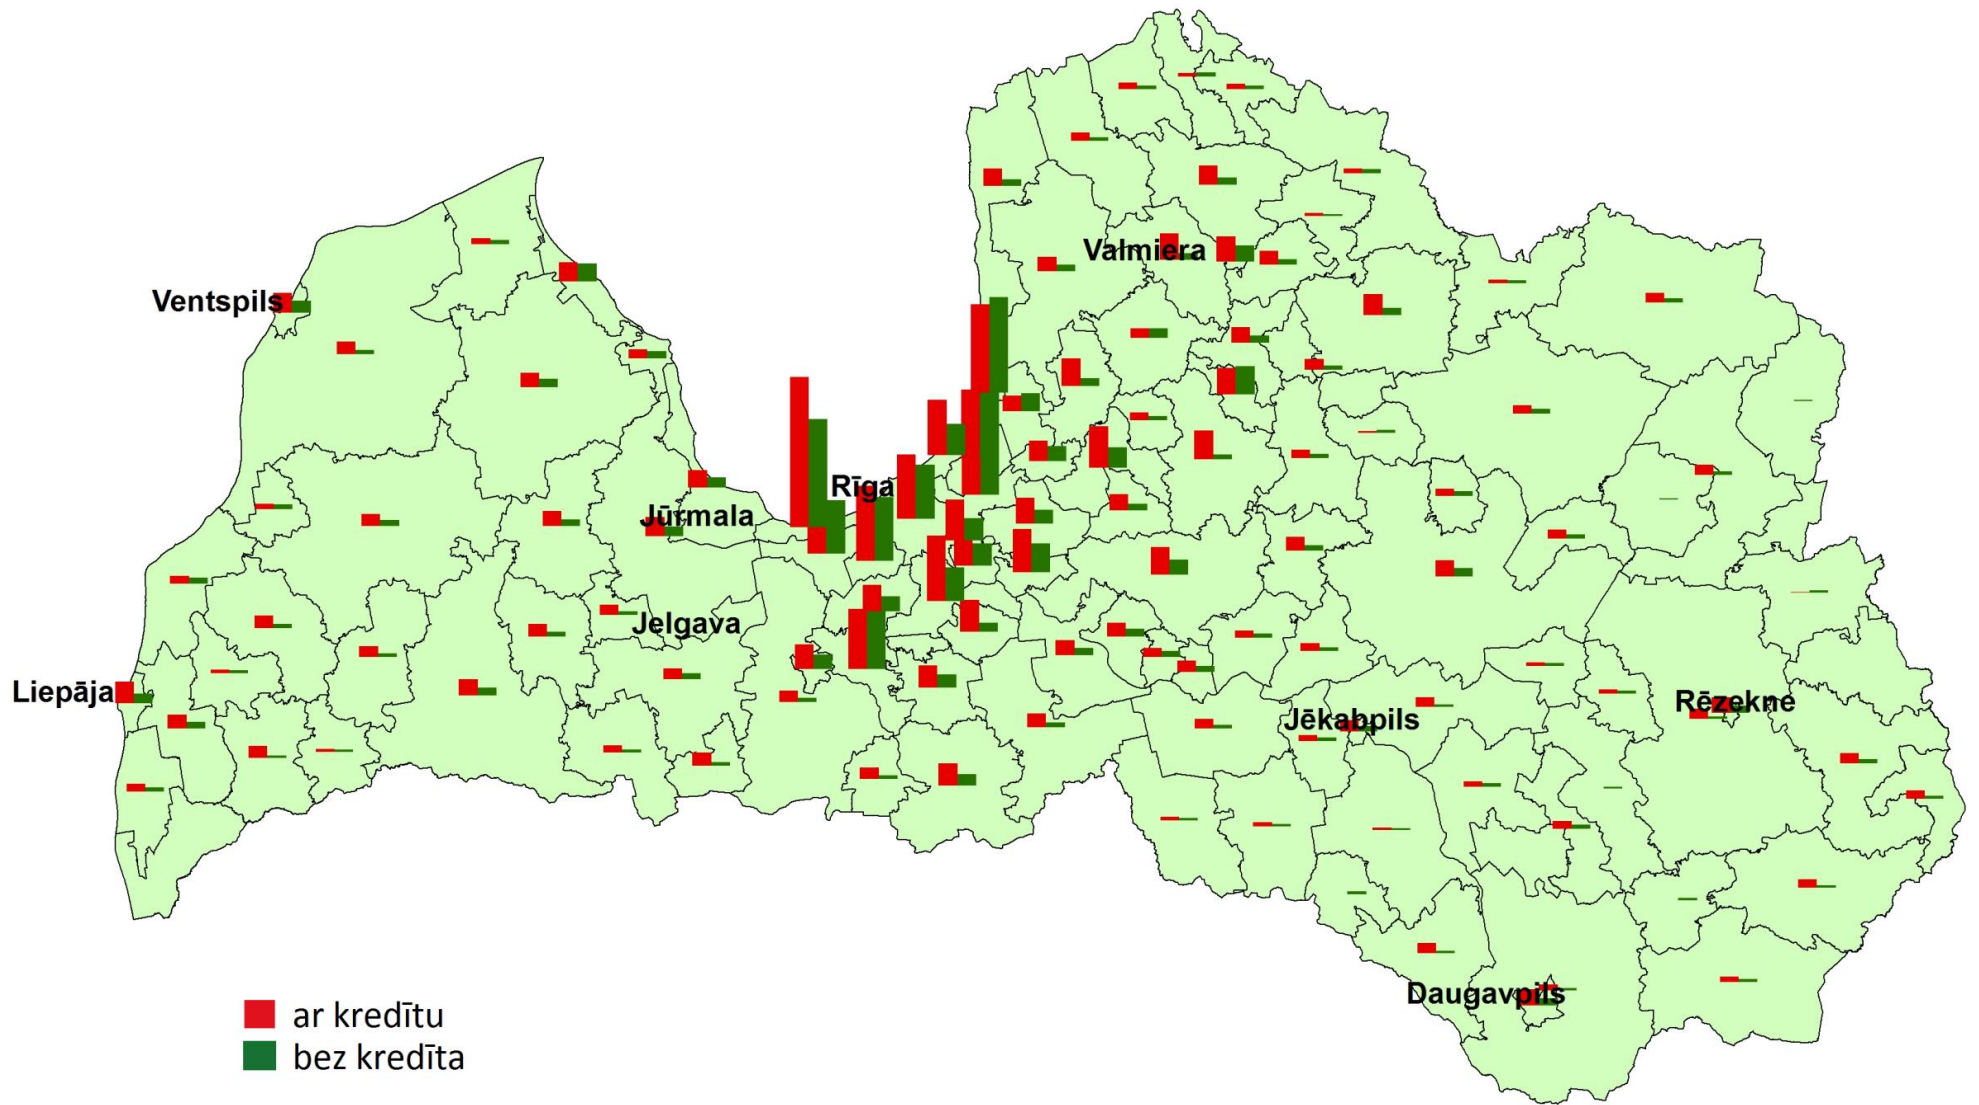 Valmiera
Ventspils
Rīga
Jūrmala
Jelgava
Liepāja
Rēzekne
Jēkabpils
Daugavpils
ar kredītu
bez kredīta